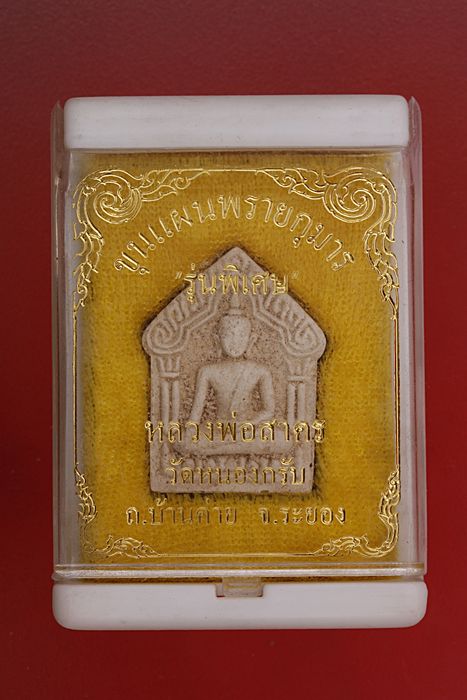 ขุนแผนพรายกุมาร
"รุ่นพิเศษ"
หลวงพ่อสาคร
วัดหนองกรับ
ต.บ้านค่าย จ.ระยอง